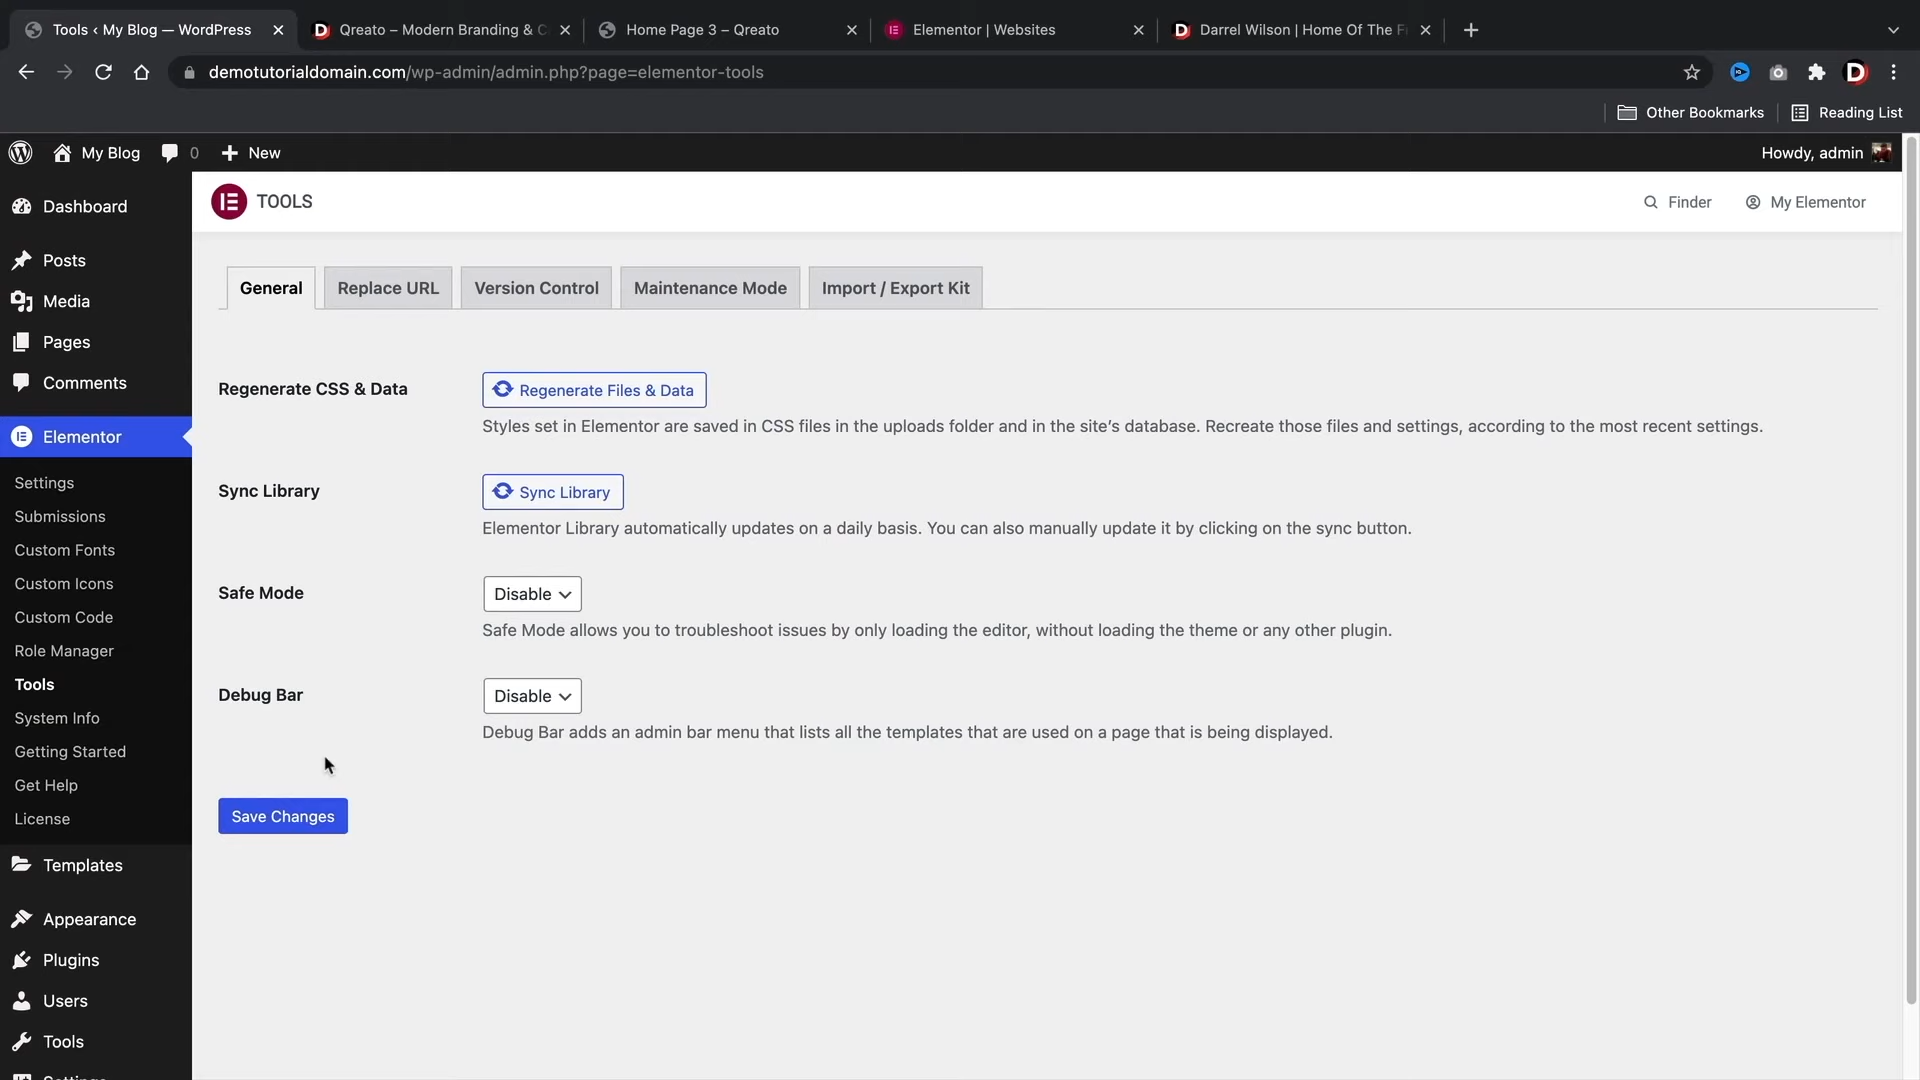 Tools ‹ My Blog — WordPress
Qreato – Modern Branding & C
Home Page 3 – Qreato
Elementor | Websites
Darrel Wilson | Home Of The F
demotutorialdomain.com/wp-admin/admin.php?page=elementor-tools
Other Bookmarks
Reading List
My Blog
0
New
Howdy, admin
Dashboard
Posts
Media
Pages
Comments
Elementor
Settings
Submissions
Custom Fonts
Custom Icons
Custom Code
Role Manager
Tools
System Info
Getting Started
Get Help
License
Templates
Appearance
Plugins
Users
Tools
Settings
TOOLS
Finder
My Elementor
General
Replace URL
Version Control
Maintenance Mode
Import / Export Kit
Regenerate CSS & Data
Regenerate Files & Data
Styles set in Elementor are saved in CSS files in the uploads folder and in the site’s database. Recreate those files and settings, according to the most recent settings.
Sync Library
Sync Library
Elementor Library automatically updates on a daily basis. You can also manually update it by clicking on the sync button.
Safe Mode
Disable
Safe Mode allows you to troubleshoot issues by only loading the editor, without loading the theme or any other plugin.
Debug Bar
Disable
Debug Bar adds an admin bar menu that lists all the templates that are used on a page that is being displayed.
Save Changes